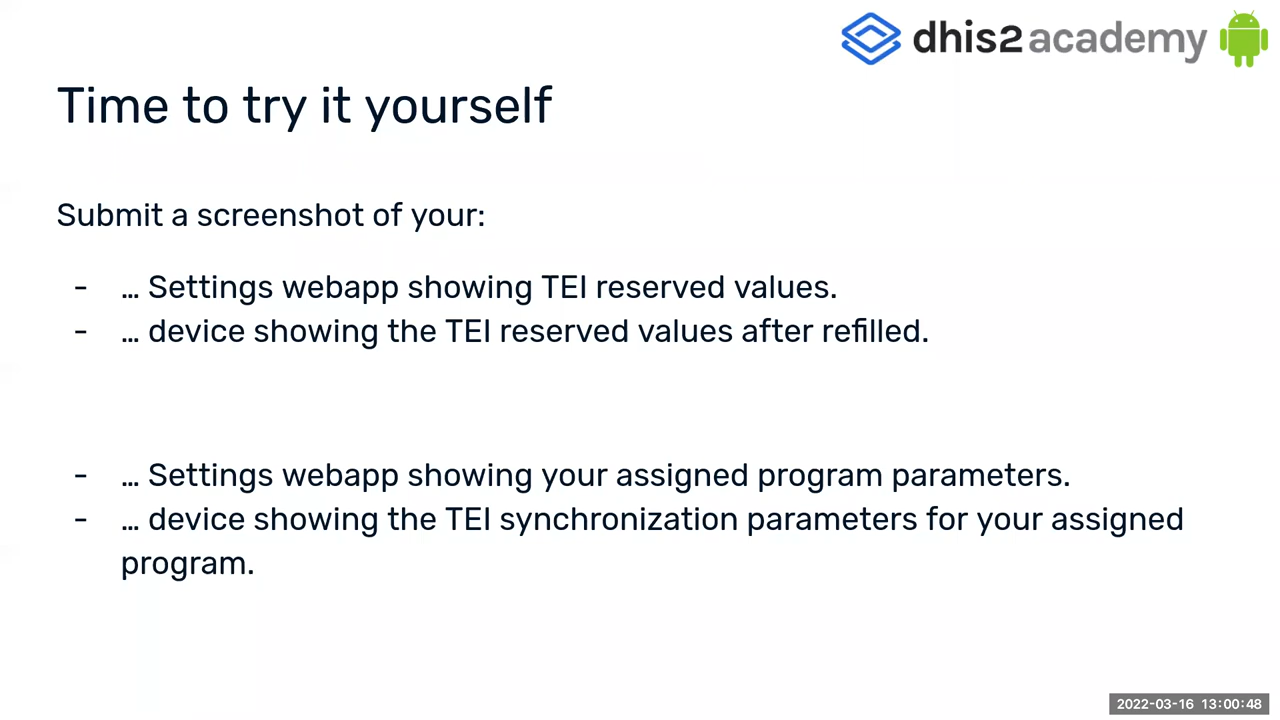 dhis2 academy
Time to try it yourself
Submit a screenshot of your:
- … Settings webapp showing TEI reserved values.
- … device showing the TEI reserved values after refilled.
- … Settings webapp showing your assigned program parameters.
- … device showing the TEI synchronization parameters for your assigned
program.
2022-03-16 13:00:48